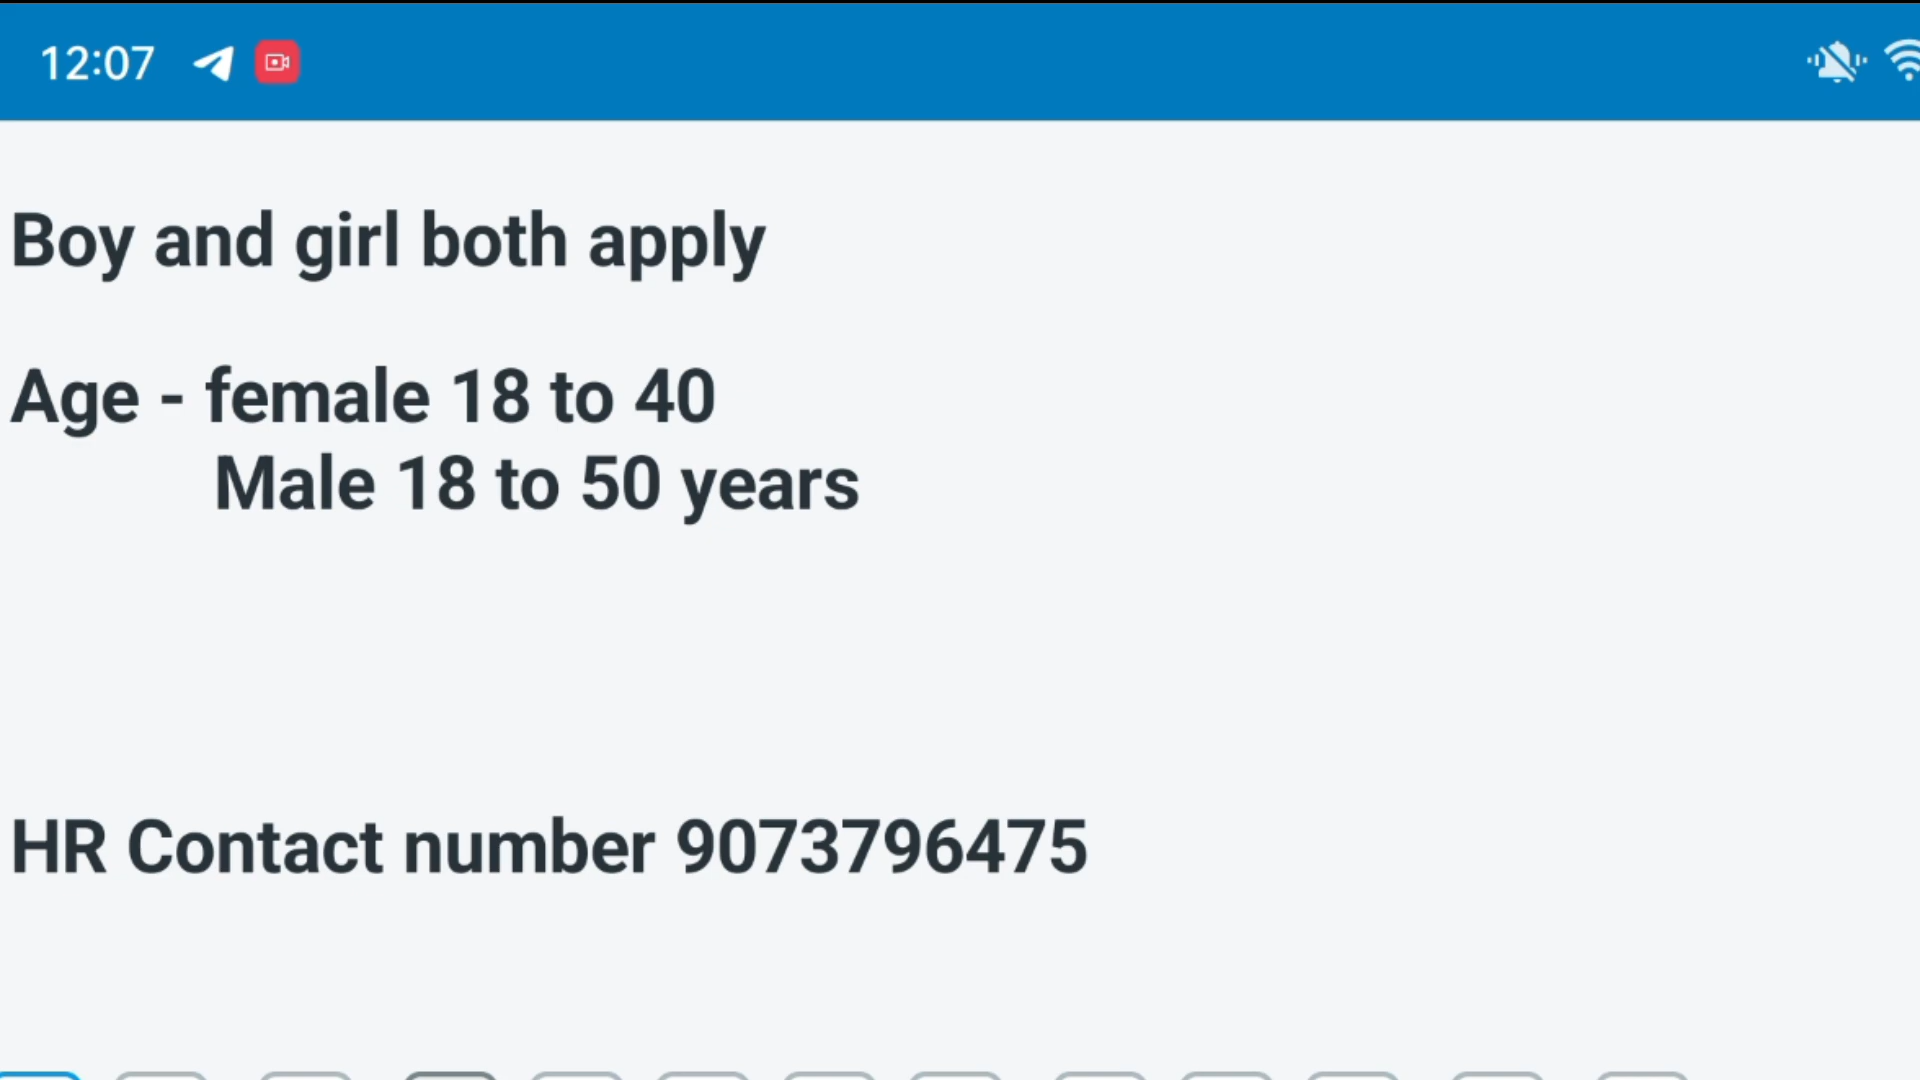 12:07
Boy and girl both apply
Age - female 18 to 40
Male 18 to 50 years
HR Contact number 9073796475